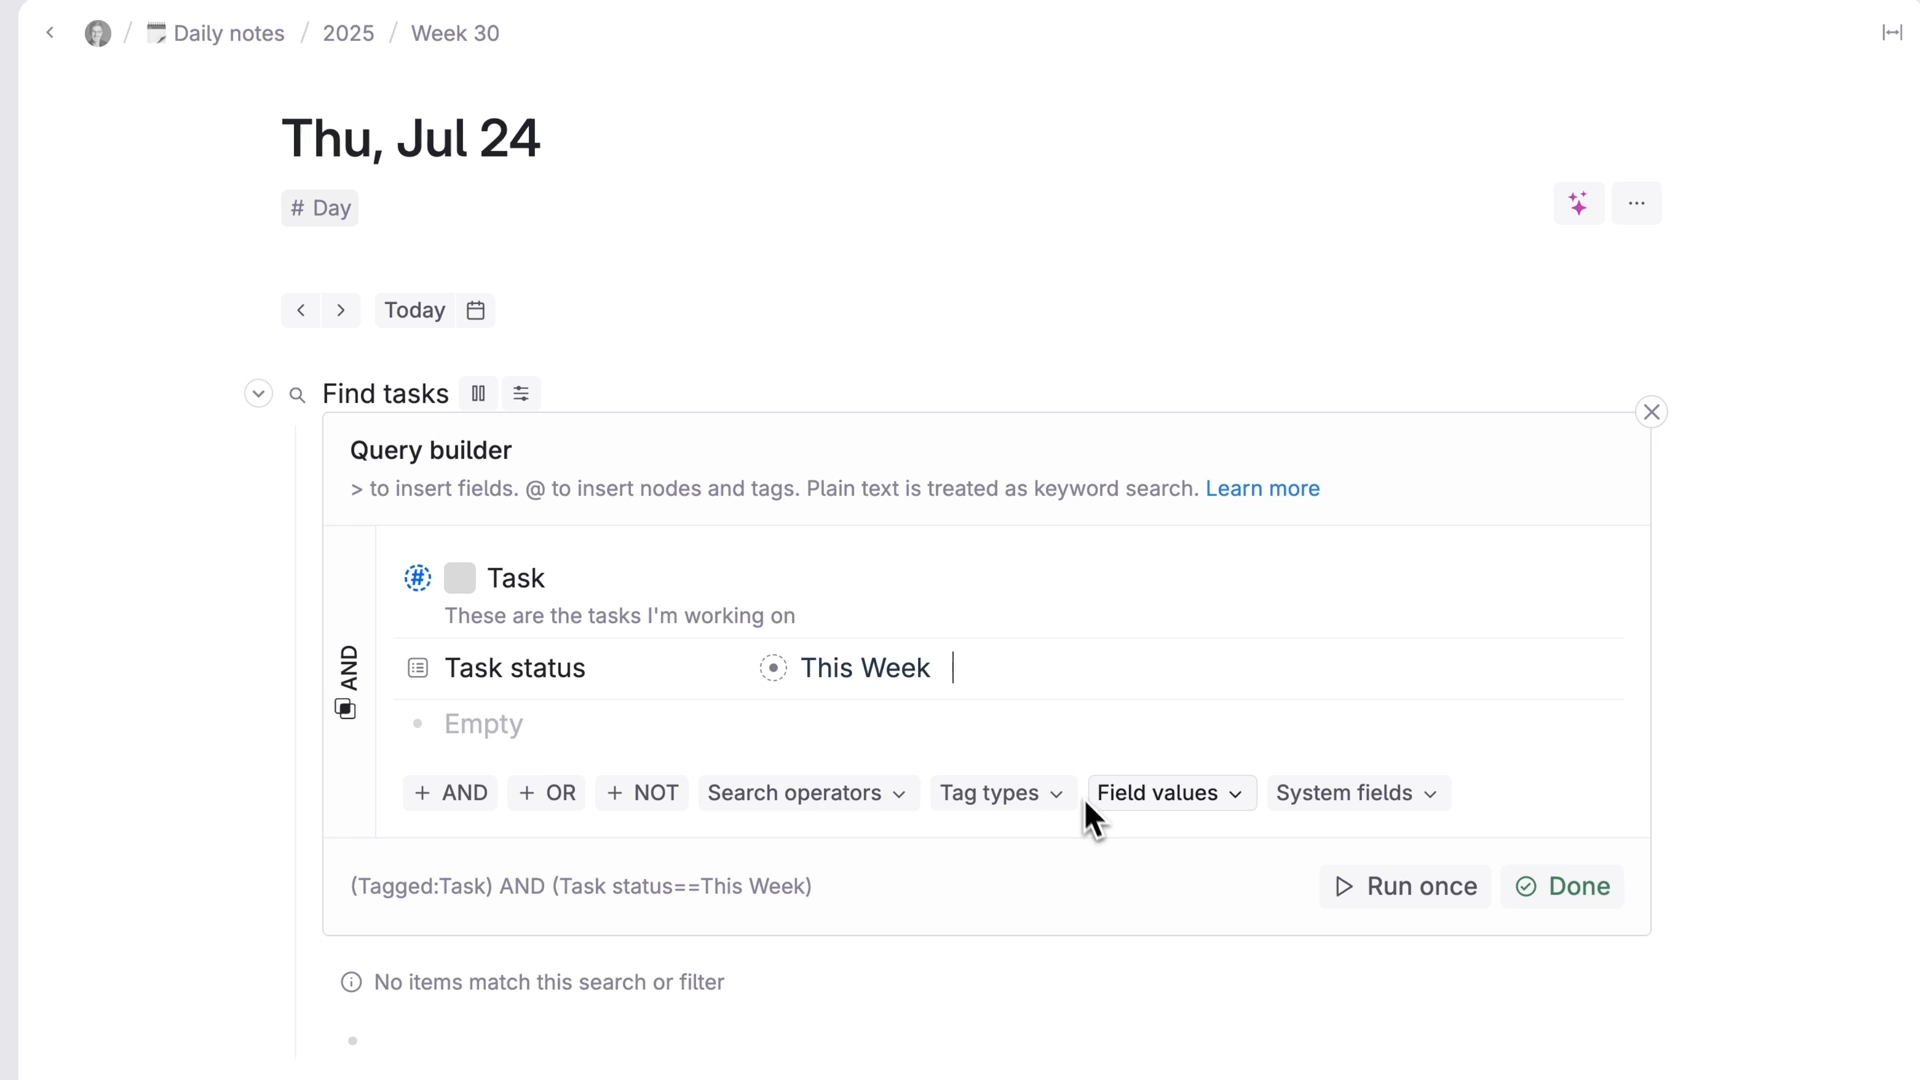 / Daily notes / 2025 / Week 30
Thu, Jul 24
# Day
Today
Find tasks
Query builder
> to insert fields. @ to insert nodes and tags. Plain text is treated as keyword search. Learn more
AND
# Task
These are the tasks I'm working on
Task status This Week
Empty
+ AND + OR + NOT Search operators Tag types Field values System fields
(Tagged:Task) AND (Task status==This Week) Run once Done
No items match this search or filter